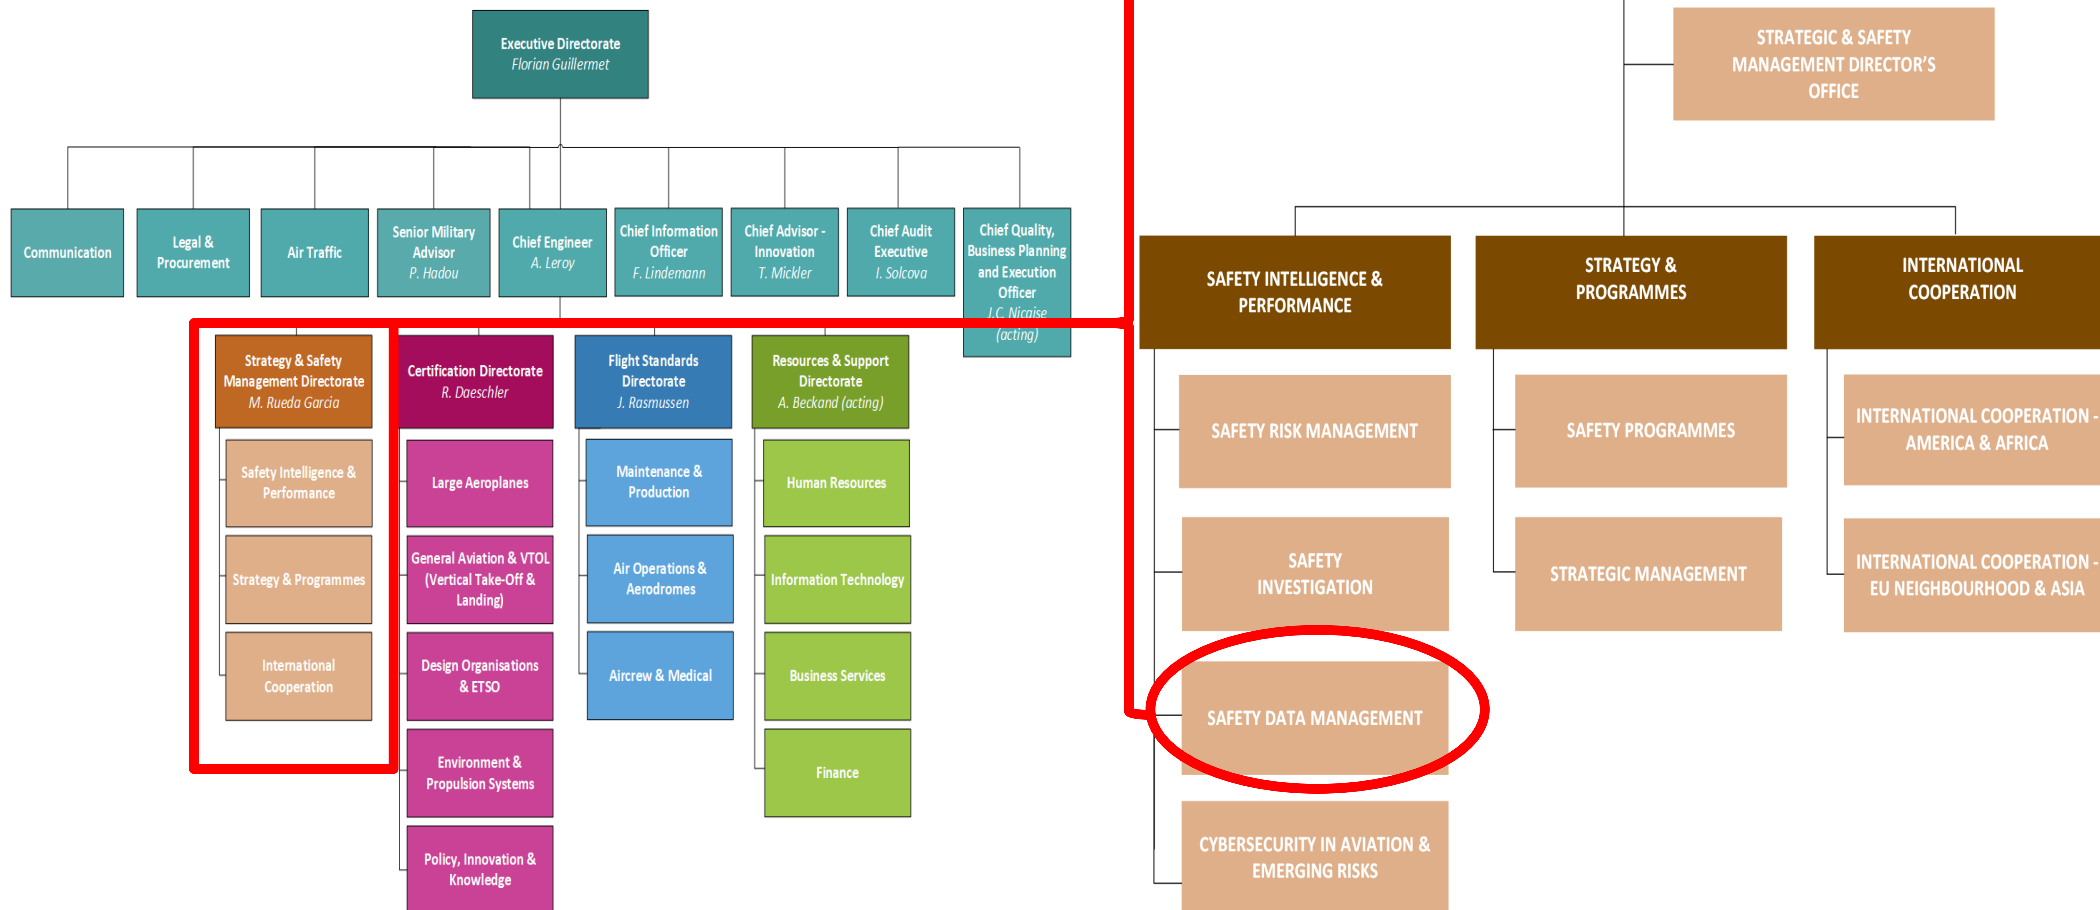 Executive Directorate
Florian Guillermet
Communication
Legal &
Procurement
Air Traffic
Senior Military
Advisor
P. Hadou
Chief Engineer
A. Leroy
Chief Information
Officer
F. Lindemann
Chief Advisor -
Innovation
T. Mickler
Chief Audit
Executive
I. Solcova
Chief Quality,
Business Planning
and Execution
Officer
J.C. Nicaise
(acting)
Strategy & Safety
Management Directorate
M. Rueda Garcia
Safety Intelligence &
Performance
Strategy & Programmes
International
Cooperation
Certification Directorate
R. Daeschler
Large Aeroplanes
General Aviation & VTOL
(Vertical Take-Off &
Landing)
Design Organisations
& ETSO
Environment &
Propulsion Systems
Policy, Innovation &
Knowledge
Flight Standards
Directorate
J. Rasmussen
Maintenance &
Production
Air Operations &
Aerodromes
Aircrew & Medical
Resources & Support
Directorate
A. Beckand (acting)
Human Resources
Information Technology
Business Services
Finance
STRATEGIC & SAFETY
MANAGEMENT DIRECTOR'S
OFFICE
SAFETY INTELLIGENCE &
PERFORMANCE
SAFETY RISK MANAGEMENT
SAFETY
INVESTIGATION
SAFETY DATA MANAGEMENT
CYBERSECURITY IN AVIATION &
EMERGING RISKS
STRATEGY &
PROGRAMMES
SAFETY PROGRAMMES
STRATEGIC MANAGEMENT
INTERNATIONAL
COOPERATION
INTERNATIONAL COOPERATION -
AMERICA & AFRICA
INTERNATIONAL COOPERATION -
EU NEIGHBOURHOOD & ASIA